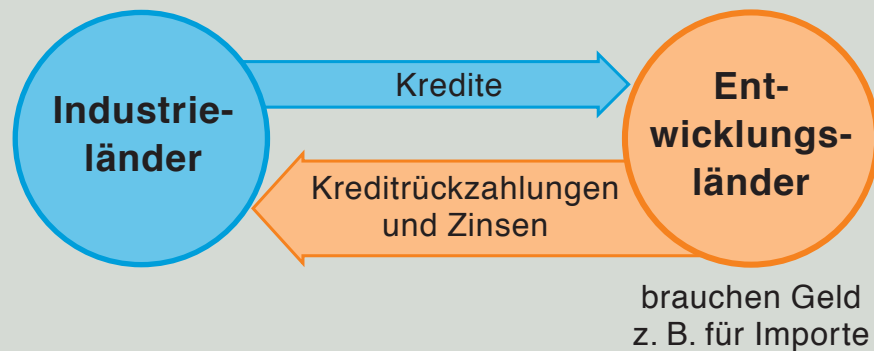 Industrie-
länder
Kredite
Kreditrückzahlungen
und Zinsen
Ent-
wicklungs-
länder
brauchen Geld
z. B. für Importe